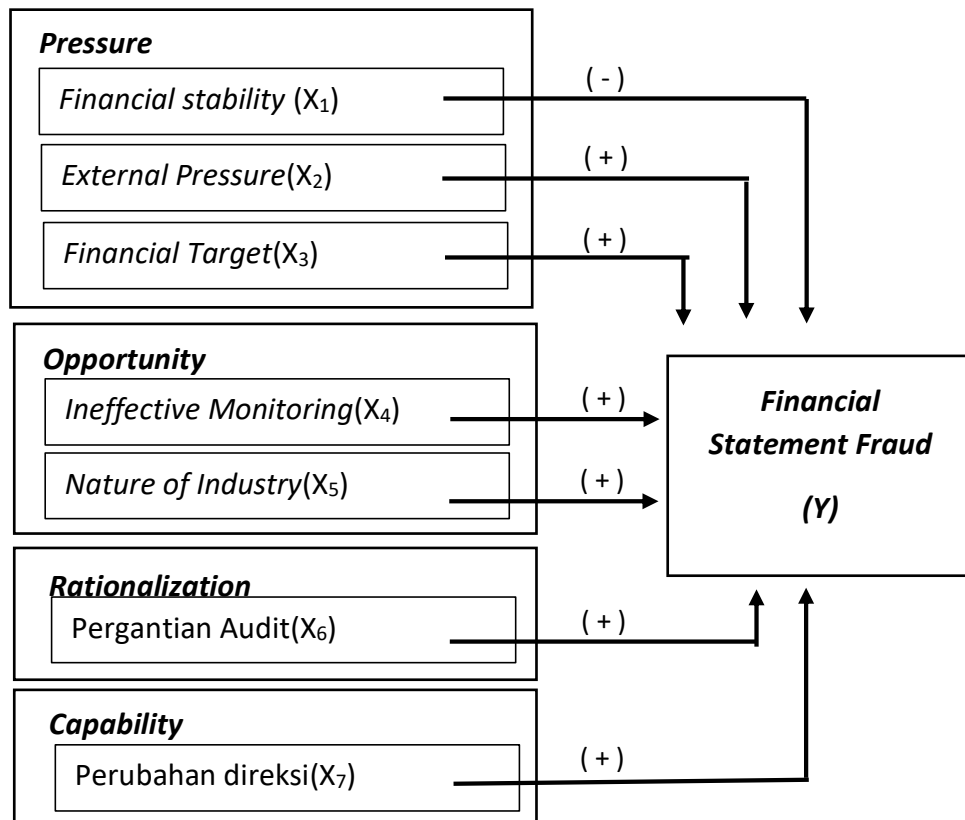 Pressure
Financial stability (X₁)
( - )
External Pressure(X₂)
( + )
Financial Target(X₃)
( + )
Opportunity
Ineffective Monitoring(X₄)
( + )
Nature of Industry(X₅)
( + )
Financial
Statement Fraud
(Y)
Rationalization
Pergantian Audit(X₆)
( + )
Capability
Perubahan direksi(X₇)
( + )